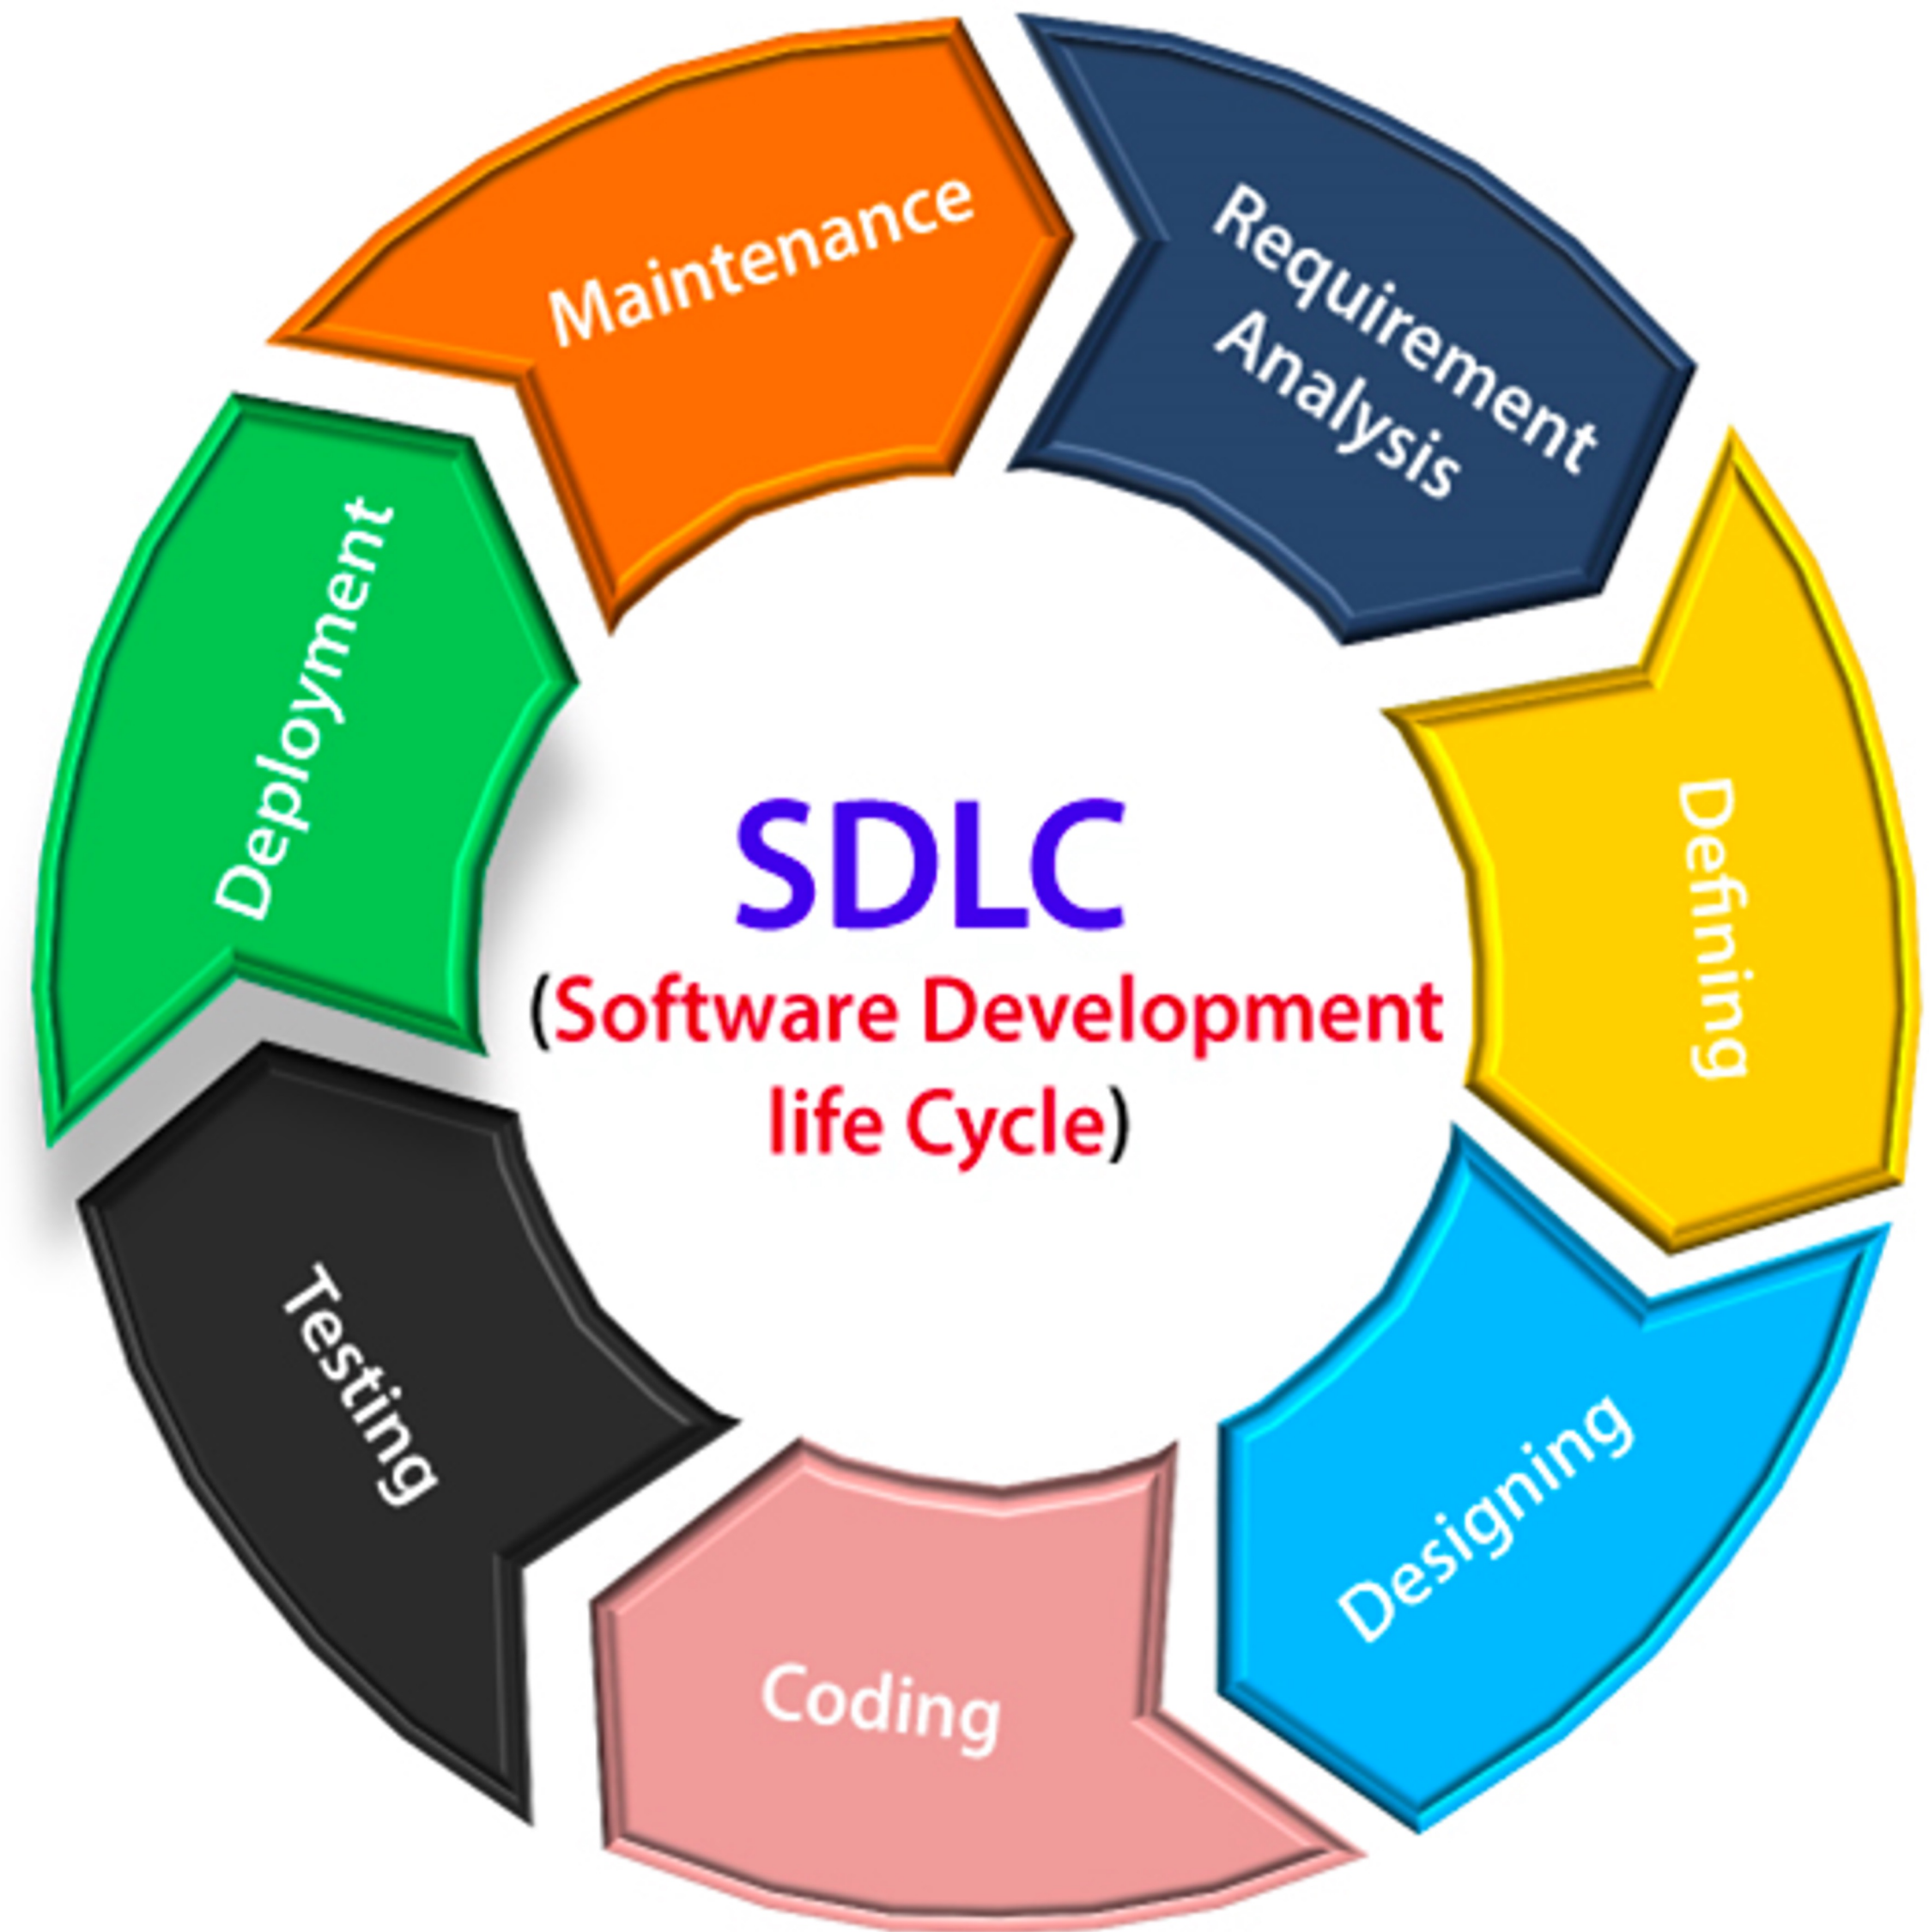 SDLC
(Software Development
life Cycle)
Requirement
Analysis
Defining
Designing
Coding
Testing
Deployment
Maintenance